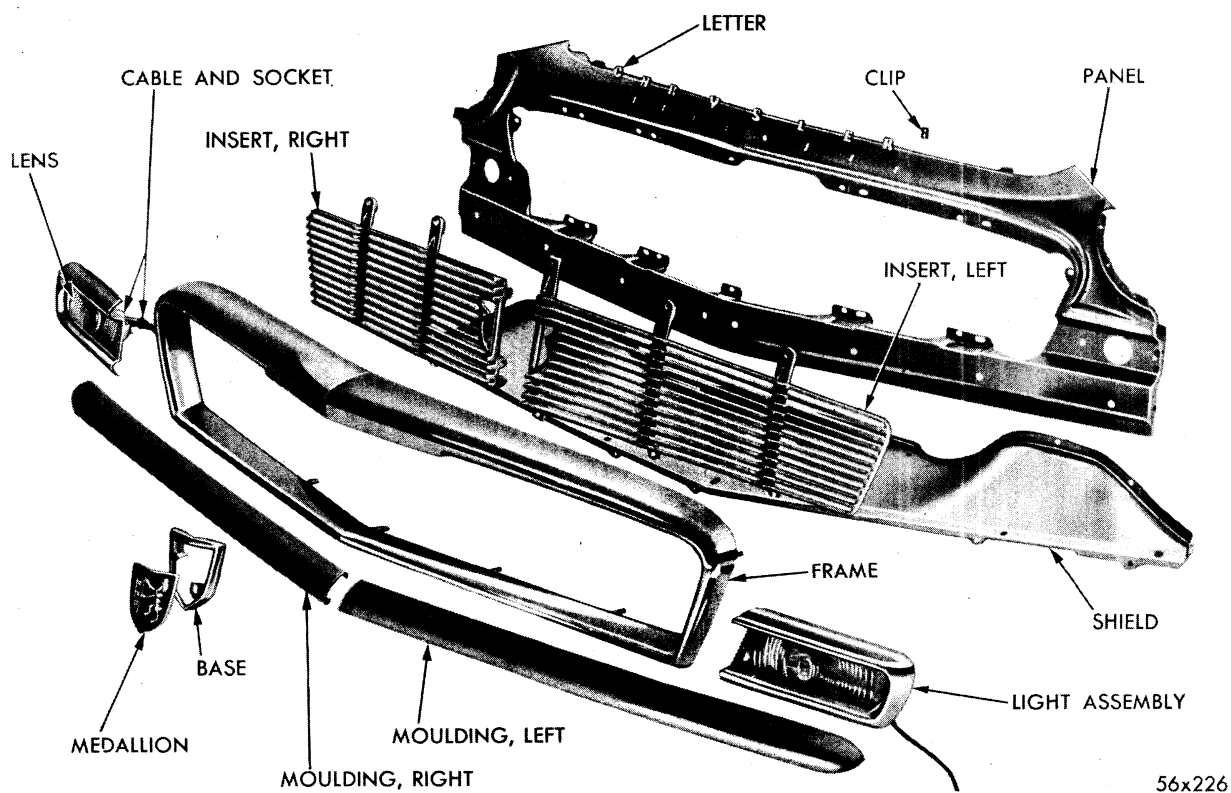 LETTER
CABLE AND SOCKET
CLIP
PANEL
INSERT, RIGHT
LENS
INSERT, LEFT
FRAME
SHIELD
BASE
LIGHT ASSEMBLY
MEDALLION
MOULDING, LEFT
MOULDING, RIGHT
56x226